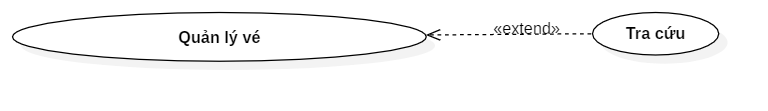 Quản lý vé
«extend»
Tra cứu